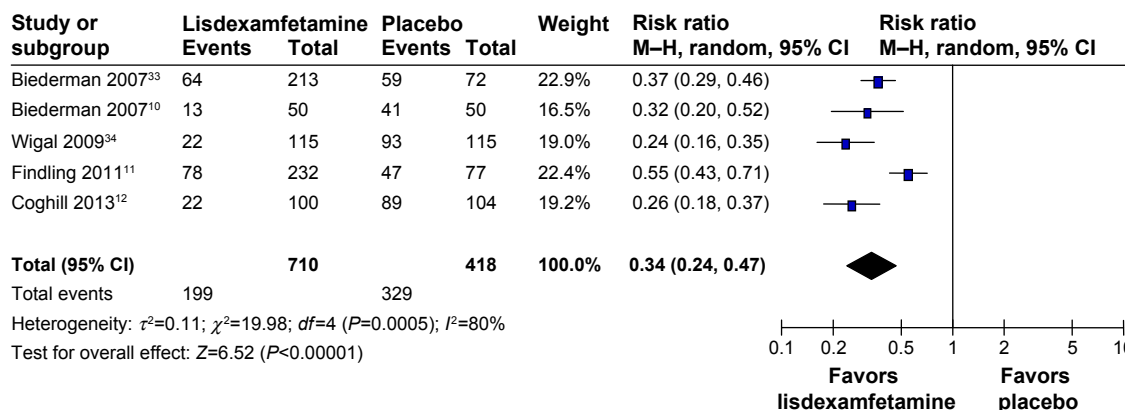 Study or subgroup Lisdexamfetamine Placebo Weight Risk ratio Risk ratio
Events Total Events Total M–H, random, 95% CI M–H, random, 95% CI
Biederman 2007³³ 64 213 59 72 22.9% 0.37 (0.29, 0.46)
Biederman 2007¹⁰ 13 50 41 50 16.5% 0.32 (0.20, 0.52)
Wigal 2009³⁴ 22 115 93 115 19.0% 0.24 (0.16, 0.35)
Findling 2011¹¹ 78 232 47 77 22.4% 0.55 (0.43, 0.71)
Coghill 2013¹² 22 100 89 104 19.2% 0.26 (0.18, 0.37)
Total (95% CI) 710 418 100.0% 0.34 (0.24, 0.47)
Total events 199 329
Heterogeneity: τ²=0.11; χ²=19.98; df=4 (P=0.0005); I²=80%
Test for overall effect: Z=6.52 (P<0.00001)
0.1 0.2 0.5 1 2 5 10
Favors lisdexamfetamine Favors placebo